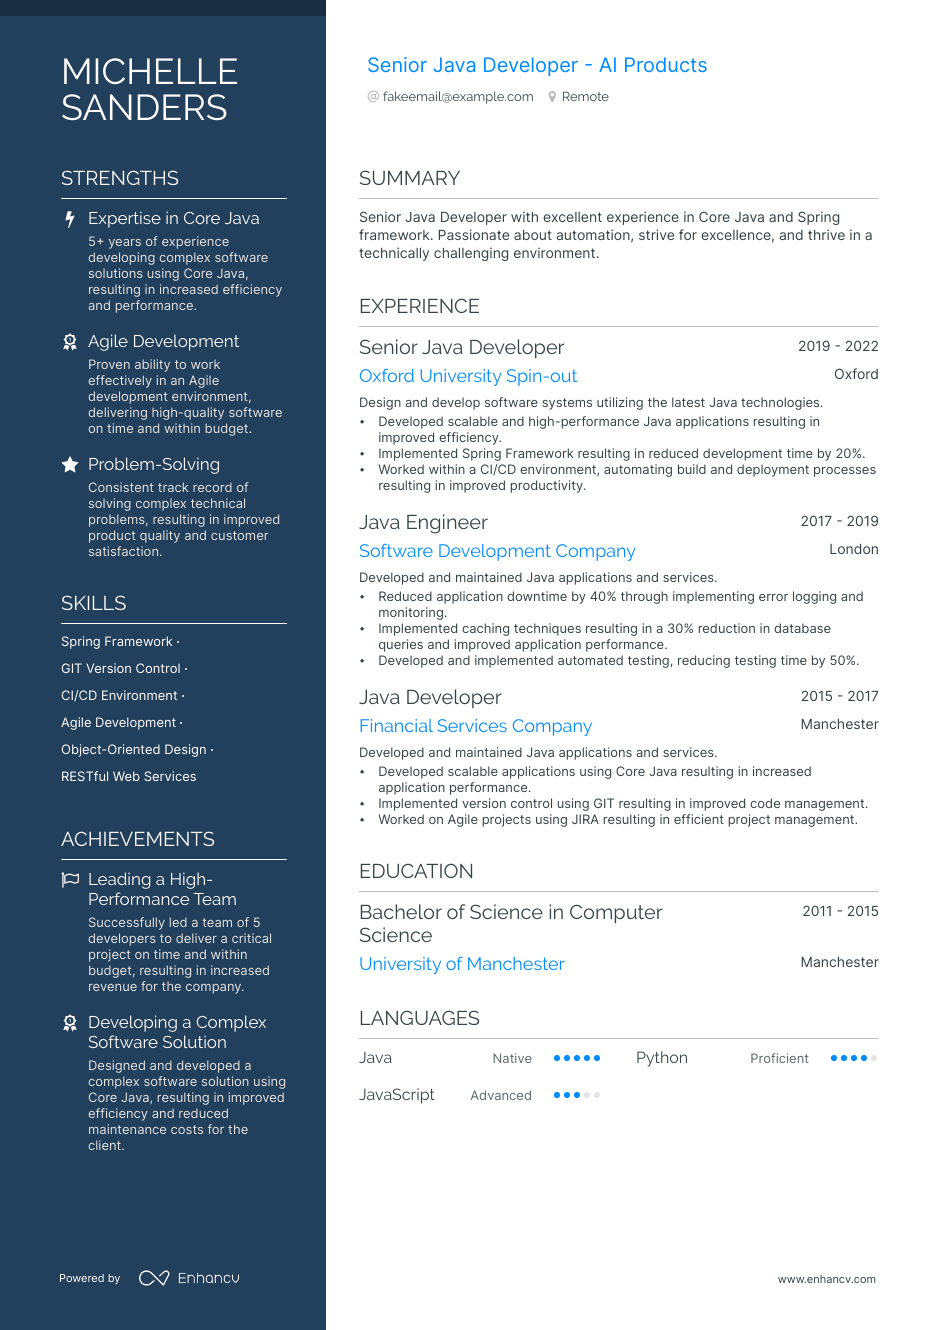 MICHELLE
SANDERS
STRENGTHS
Expertise in Core Java
5+ years of experience
developing complex software
solutions using Core Java,
resulting in increased efficiency
and performance.
Agile Development
Proven ability to work
effectively in an Agile
development environment,
delivering high-quality software
on time and within budget.
Problem-Solving
Consistent track record of
solving complex technical
problems, resulting in improved
product quality and customer
satisfaction.
SKILLS
Spring Framework ·
GIT Version Control ·
CI/CD Environment ·
Agile Development ·
Object-Oriented Design ·
RESTful Web Services
ACHIEVEMENTS
Leading a High-
Performance Team
Successfully led a team of 5
developers to deliver a critical
project on time and within
budget, resulting in increased
revenue for the company.
Developing a Complex
Software Solution
Designed and developed a
complex software solution using
Core Java, resulting in improved
efficiency and reduced
maintenance costs for the
client.
Powered by Enhancv
Senior Java Developer - AI Products
@ fakeemail@example.com Remote
SUMMARY
Senior Java Developer with excellent experience in Core Java and Spring
framework. Passionate about automation, strive for excellence, and thrive in a
technically challenging environment.
EXPERIENCE
Senior Java Developer 2019 - 2022
Oxford University Spin-out Oxford
Design and develop software systems utilizing the latest Java technologies.
• Developed scalable and high-performance Java applications resulting in
improved efficiency.
• Implemented Spring Framework resulting in reduced development time by 20%.
• Worked within a CI/CD environment, automating build and deployment processes
resulting in improved productivity.
Java Engineer 2017 - 2019
Software Development Company London
Developed and maintained Java applications and services.
• Reduced application downtime by 40% through implementing error logging and
monitoring.
• Implemented caching techniques resulting in a 30% reduction in database
queries and improved application performance.
• Developed and implemented automated testing, reducing testing time by 50%.
Java Developer 2015 - 2017
Financial Services Company Manchester
Developed and maintained Java applications and services.
• Developed scalable applications using Core Java resulting in increased
application performance.
• Implemented version control using GIT resulting in improved code management.
• Worked on Agile projects using JIRA resulting in efficient project management.
EDUCATION
Bachelor of Science in Computer 2011 - 2015
Science
University of Manchester Manchester
LANGUAGES
Java Native Python Proficient
JavaScript Advanced
www.enhancv.com